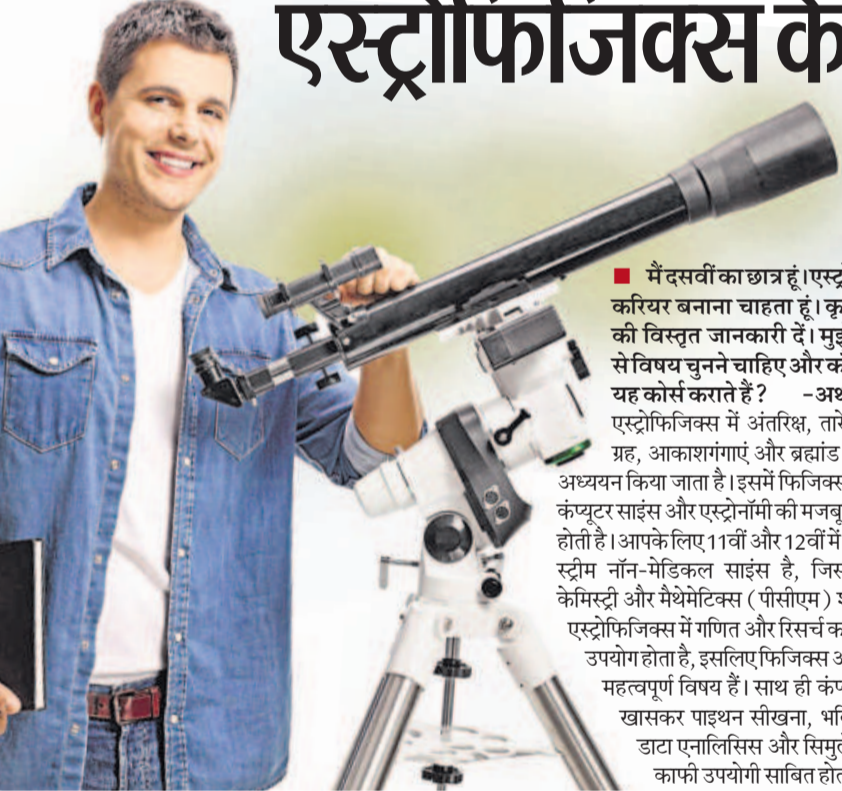 एस्ट्रोफिजिक्स के
■ मैं दसवीं का छात्र हूं। एस्ट्र
करियर बनाना चाहता हूं। कृ
की विस्तृत जानकारी दें। मुझ
से विषय चुनने चाहिए और क
यह कोर्स कराते हैं? -अथ
एस्ट्रोफिजिक्स में अंतरिक्ष, तारे
ग्रह, आकाशगंगाएं और ब्रह्मांड
अध्ययन किया जाता है। इसमें फिजिक्स
कंप्यूटर साइंस और एस्ट्रोनॉमी की मजबू
होती है। आपके लिए 11वीं और 12वीं में
स्ट्रीम नॉन-मेडिकल साइंस है, जिस
केमिस्ट्री और मैथेमेटिक्स (पीसीएम) श
एस्ट्रोफिजिक्स में गणित और रिसर्च क
उपयोग होता है, इसलिए फिजिक्स अ
महत्वपूर्ण विषय हैं। साथ ही कंप
खासकर पाइथन सीखना, भवि
डाटा एनालिसिस और सिमुले
काफी उपयोगी साबित होत